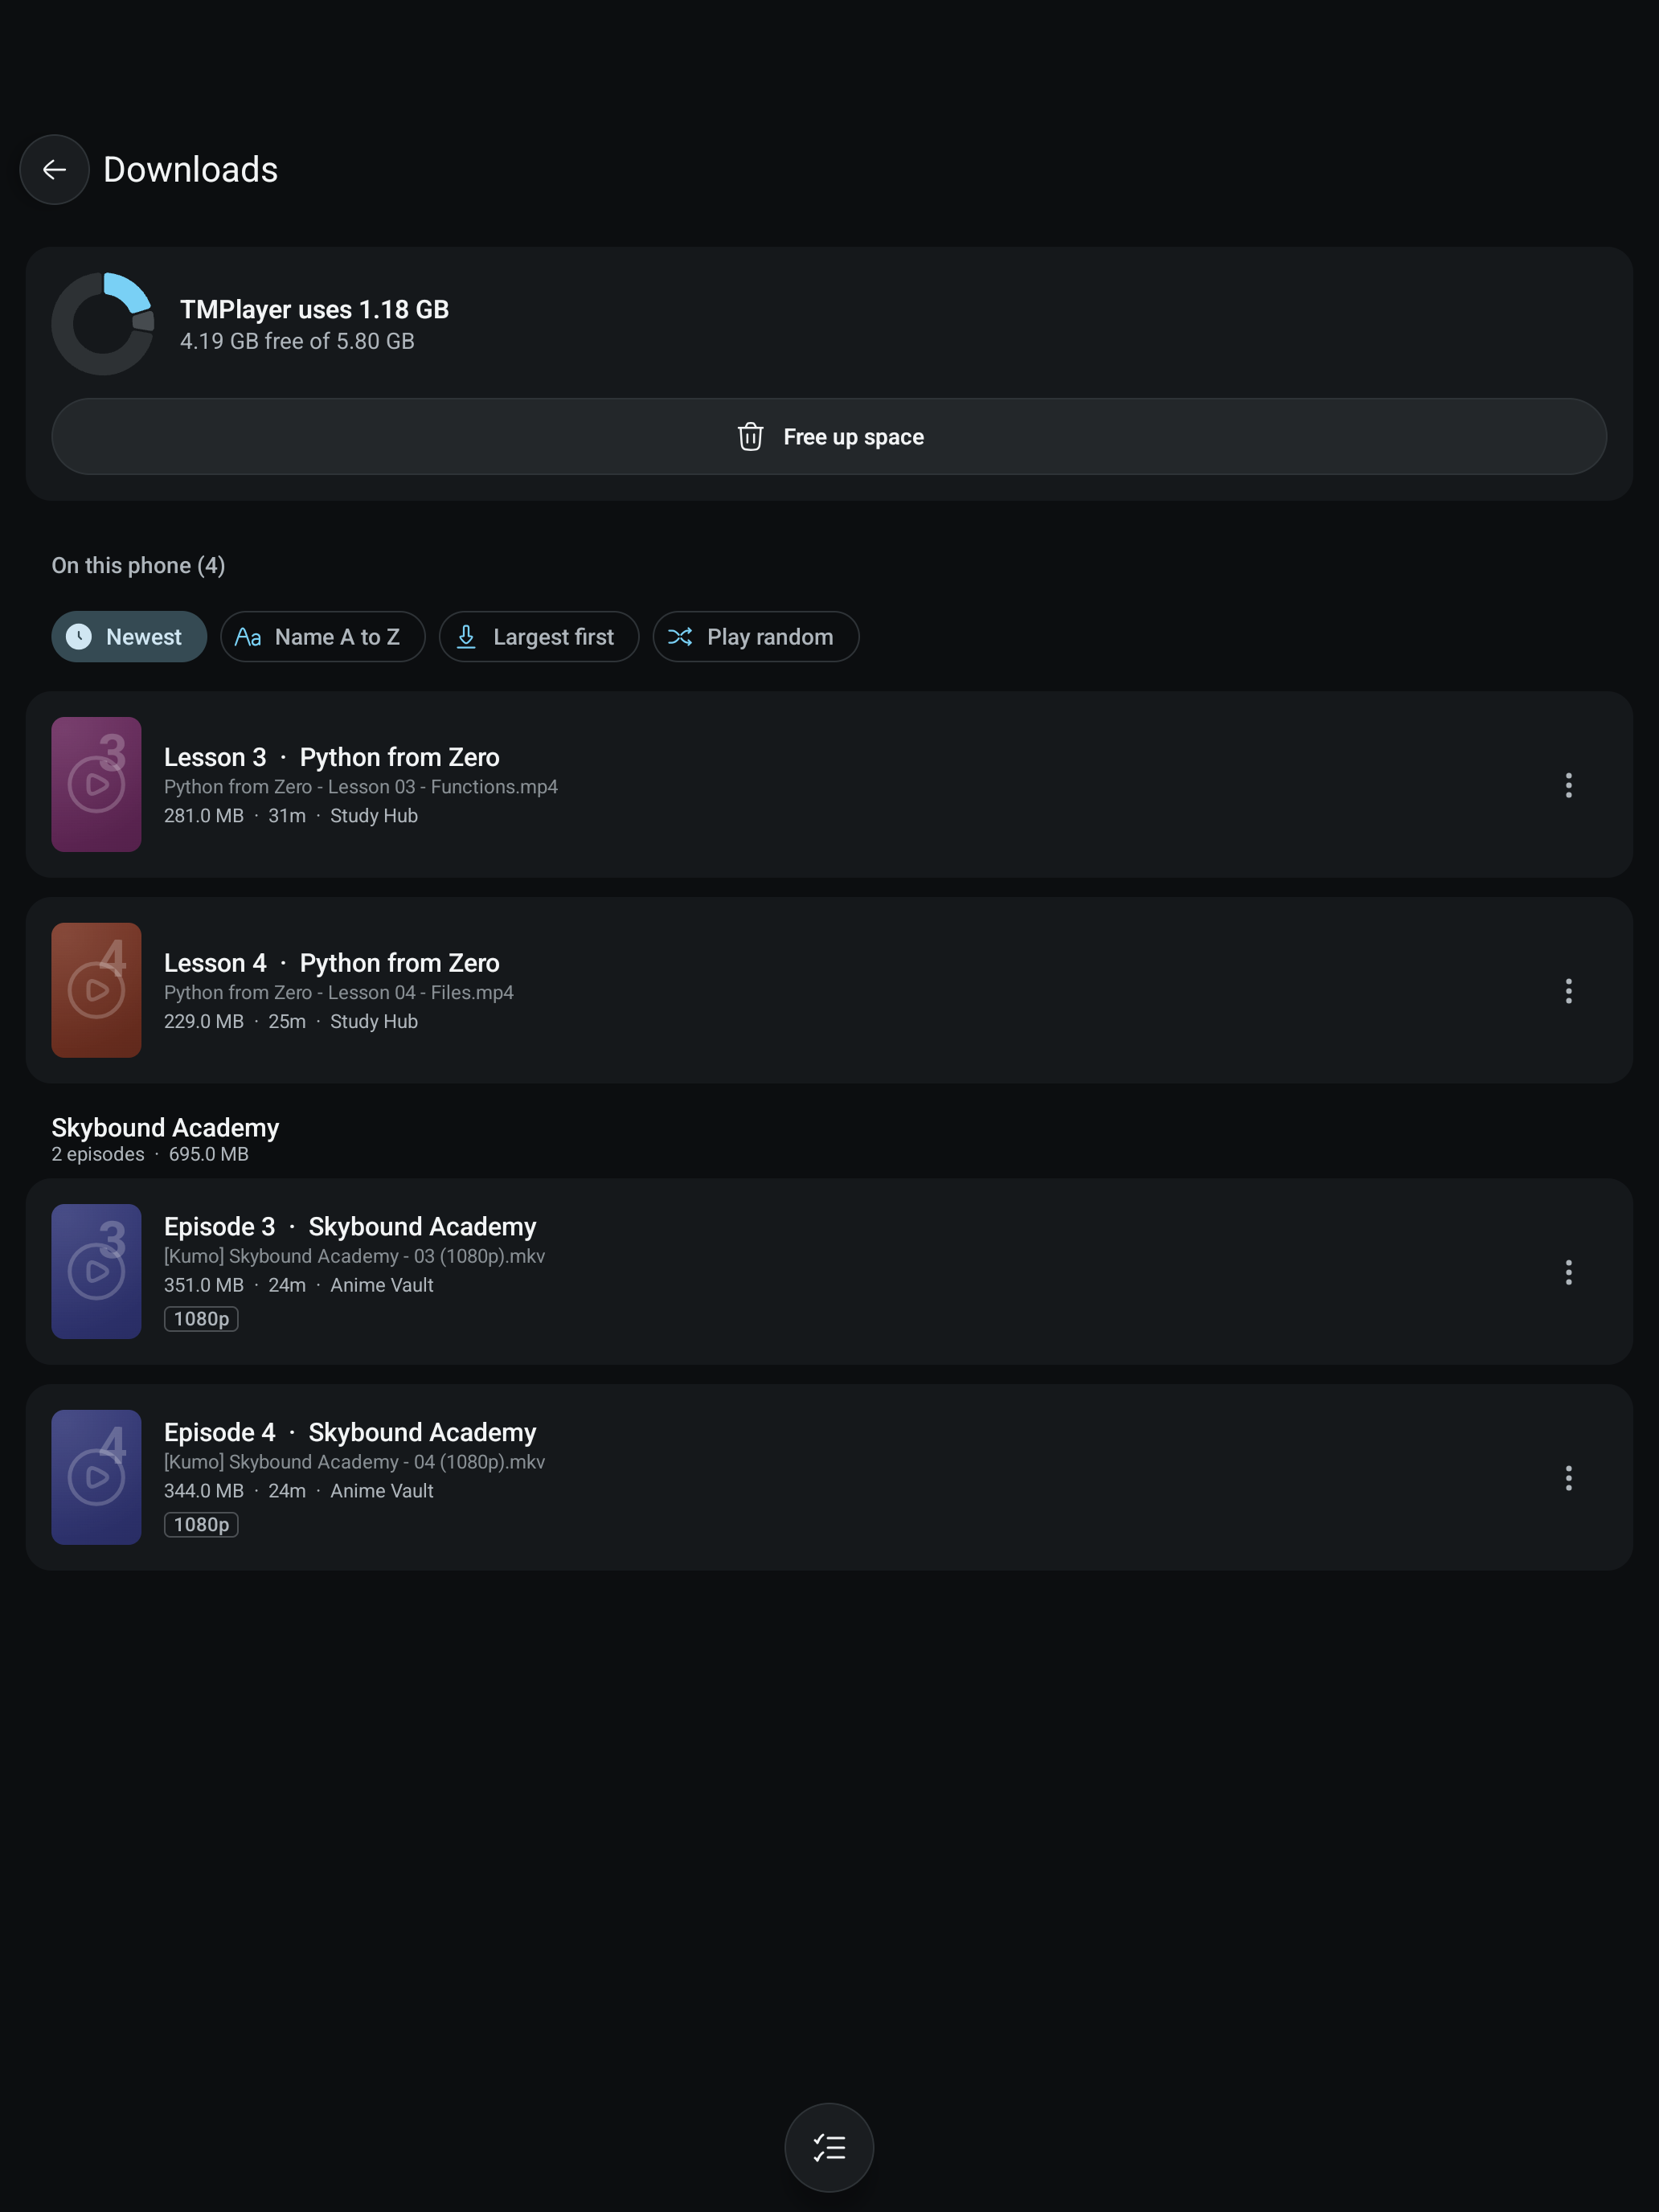 Downloads
TMPlayer uses 1.18 GB
4.19 GB free of 5.80 GB
Free up space
On this phone (4)
Newest
Aa Name A to Z
Largest first
Play random
3
Lesson 3 · Python from Zero
Python from Zero - Lesson 03 - Functions.mp4
281.0 MB · 31m · Study Hub
4
Lesson 4 · Python from Zero
Python from Zero - Lesson 04 - Files.mp4
229.0 MB · 25m · Study Hub
Skybound Academy
2 episodes · 695.0 MB
3
Episode 3 · Skybound Academy
[Kumo] Skybound Academy - 03 (1080p).mkv
351.0 MB · 24m · Anime Vault
1080p
4
Episode 4 · Skybound Academy
[Kumo] Skybound Academy - 04 (1080p).mkv
344.0 MB · 24m · Anime Vault
1080p